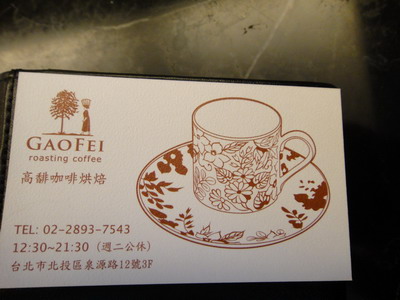 GAOFEI
roasting coffee
高馡咖啡烘焙
TEL: 02-2893-7543
12:30~21:30 (週二公休)
台北市北投區泉源路12號3F